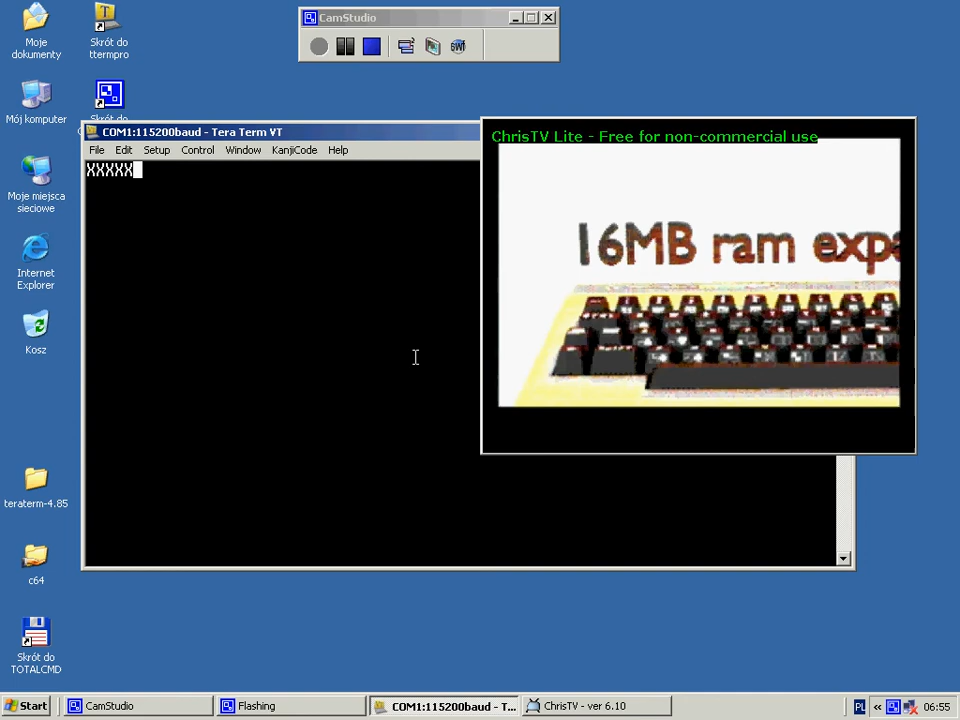 CamStudio
Moje
dokumenty
Skrót do
ttermpro
Mój komputer
Skrót do
COM1:115200baud - Tera Term VT
File Edit Setup Control Window KanjiCode Help
XXXXX
ChrisTV Lite - Free for non-commercial use
16MB ram expa
Moje miejsca
sieciowe
Internet
Explorer
Kosz
teraterm-4.85
c64
Skrót do
TOTALCMD
Start
CamStudio
Flashing
COM1:115200baud - T...
ChrisTV - ver 6.10
PL
«
06:55